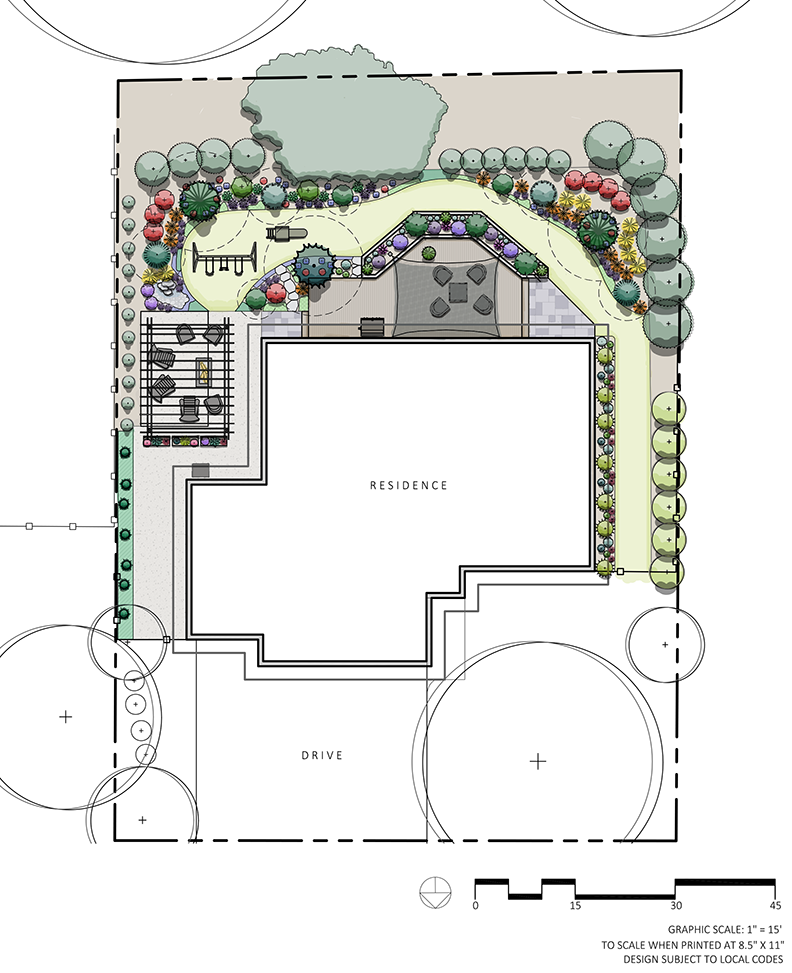 RESIDENCE
DRIVE
0 15 30 45
GRAPHIC SCALE: 1" = 15'
TO SCALE WHEN PRINTED AT 8.5" X 11"
DESIGN SUBJECT TO LOCAL CODES